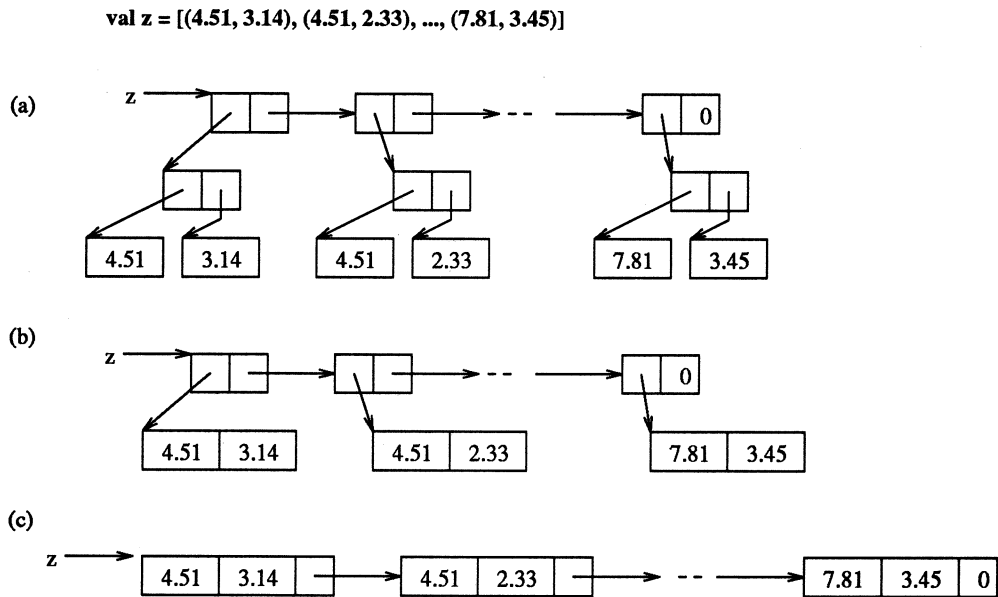 val z = [(4.51, 3.14), (4.51, 2.33), ..., (7.81, 3.45)]
(a)
z
0
4.51 3.14 4.51 2.33 7.81 3.45
(b)
z
0
4.51 3.14 4.51 2.33 7.81 3.45
(c)
z
4.51 3.14 4.51 2.33 7.81 3.45 0